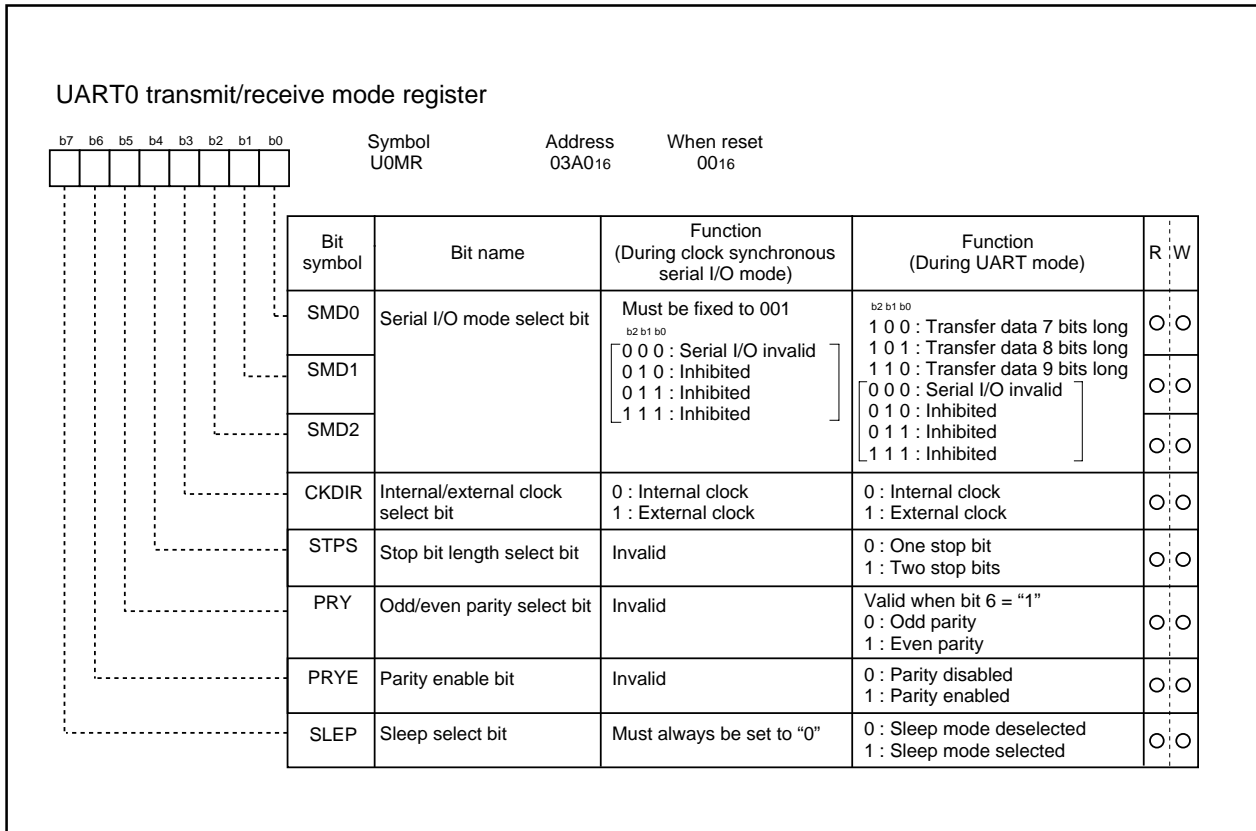 UART0 transmit/receive mode register
b7 b6 b5 b4 b3 b2 b1 b0
Symbol Address When reset
U0MR 03A016 0016
Bit symbol
Bit name
Function
(During clock synchronous
serial I/O mode)
Function
(During UART mode)
R W
SMD0
SMD1
SMD2
Serial I/O mode select bit
Must be fixed to 001
b2 b1 b0
0 0 0 : Serial I/O invalid
0 1 0 : Inhibited
0 1 1 : Inhibited
1 1 1 : Inhibited
b2 b1 b0
1 0 0 : Transfer data 7 bits long
1 0 1 : Transfer data 8 bits long
1 1 0 : Transfer data 9 bits long
0 0 0 : Serial I/O invalid
0 1 0 : Inhibited
0 1 1 : Inhibited
1 1 1 : Inhibited
CKDIR
Internal/external clock
select bit
0 : Internal clock
1 : External clock
0 : Internal clock
1 : External clock
STPS
Stop bit length select bit
Invalid
0 : One stop bit
1 : Two stop bits
PRY
Odd/even parity select bit
Invalid
Valid when bit 6 = “1”
0 : Odd parity
1 : Even parity
PRYE
Parity enable bit
Invalid
0 : Parity disabled
1 : Parity enabled
SLEP
Sleep select bit
Must always be set to “0”
0 : Sleep mode deselected
1 : Sleep mode selected